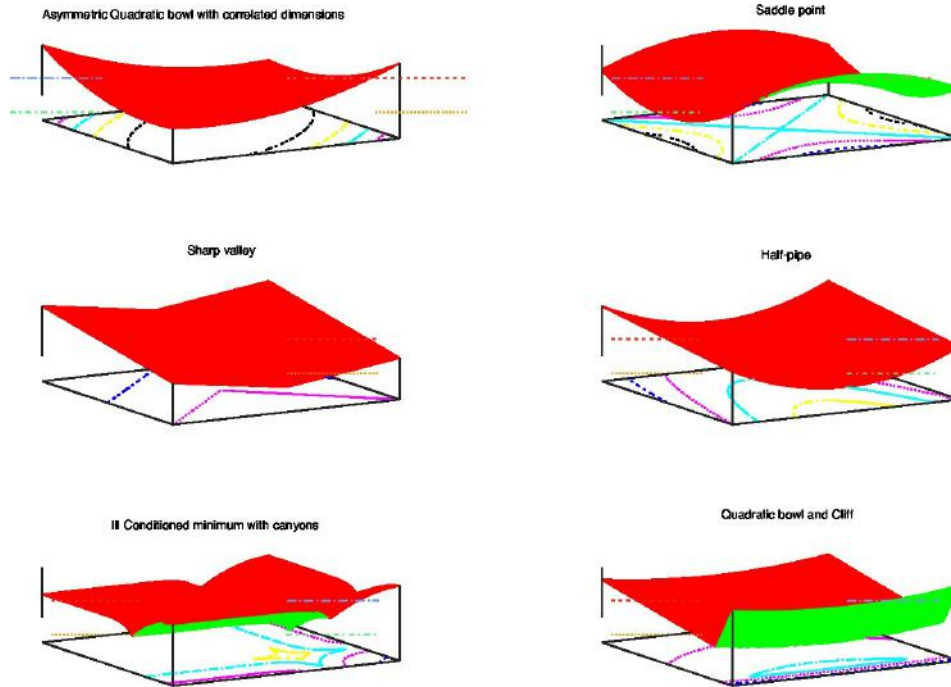 Asymmetric Quadratic bowl with correlated dimensions
Saddle point
Sharp valley
Half-pipe
Ill Conditioned minimum with canyons
Quadratic bowl and Cliff